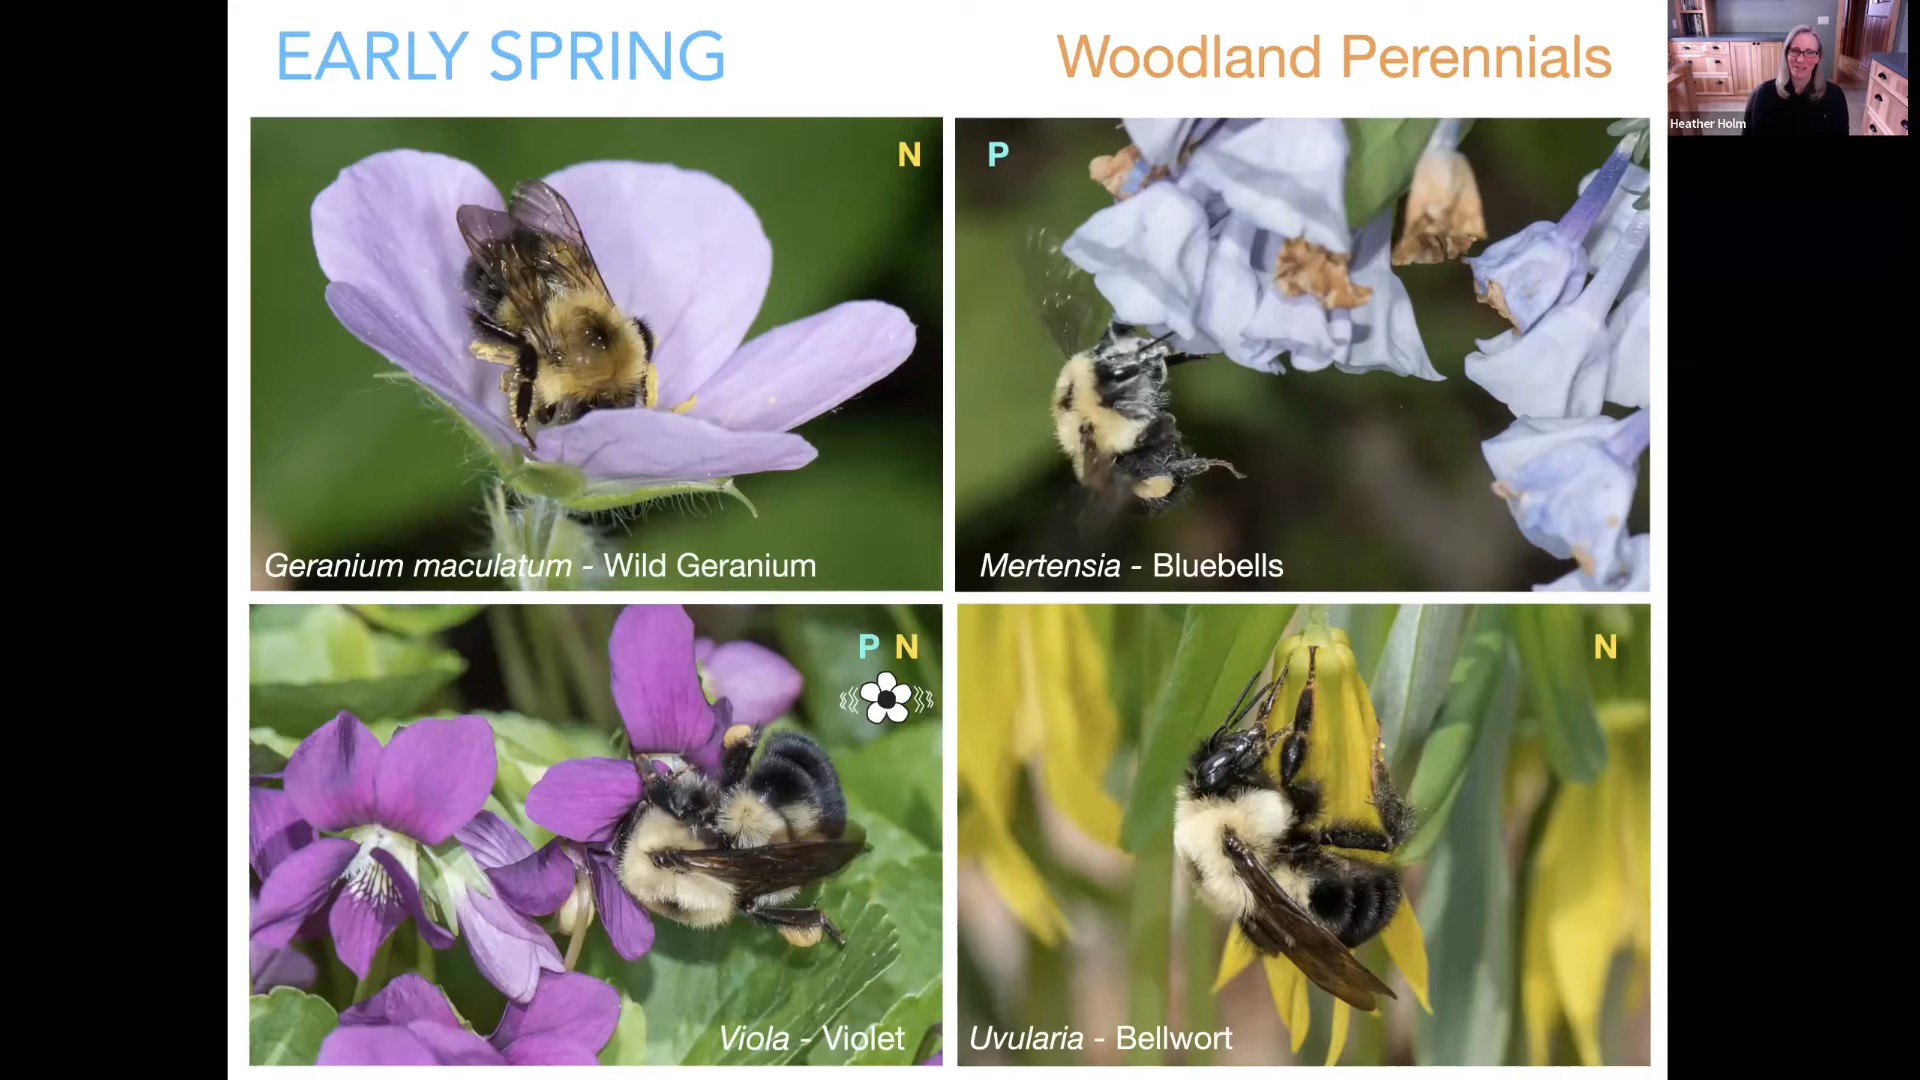 EARLY SPRING
Woodland Perennials
Heather Holm
N
P
Geranium maculatum - Wild Geranium
Mertensia - Bluebells
P N
N
Viola - Violet
Uvularia - Bellwort